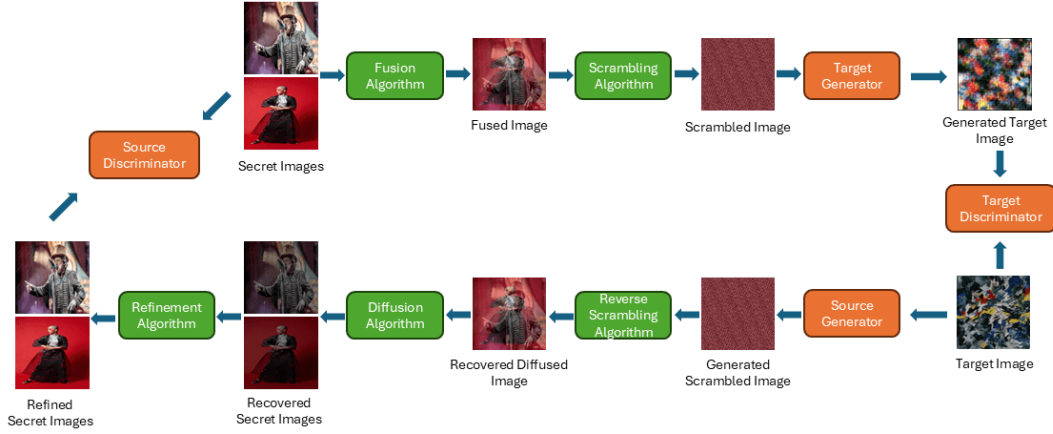 Fusion
Algorithm
Scrambling
Algorithm
Target
Generator
Fused Image
Scrambled Image
Generated Target
Image
Source
Discriminator
Secret Images
Target
Discriminator
Refinement
Algorithm
Diffusion
Algorithm
Reverse
Scrambling
Algorithm
Source
Generator
Recovered Diffused
Image
Generated
Scrambled Image
Target Image
Refined
Secret Images
Recovered
Secret Images